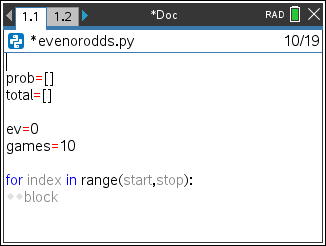 1.1 1.2 *Doc RAD
*evenorodds.py 10/19
prob=[]
total=[]
ev=0
games=10
for index in range(start,stop):
◆◆block